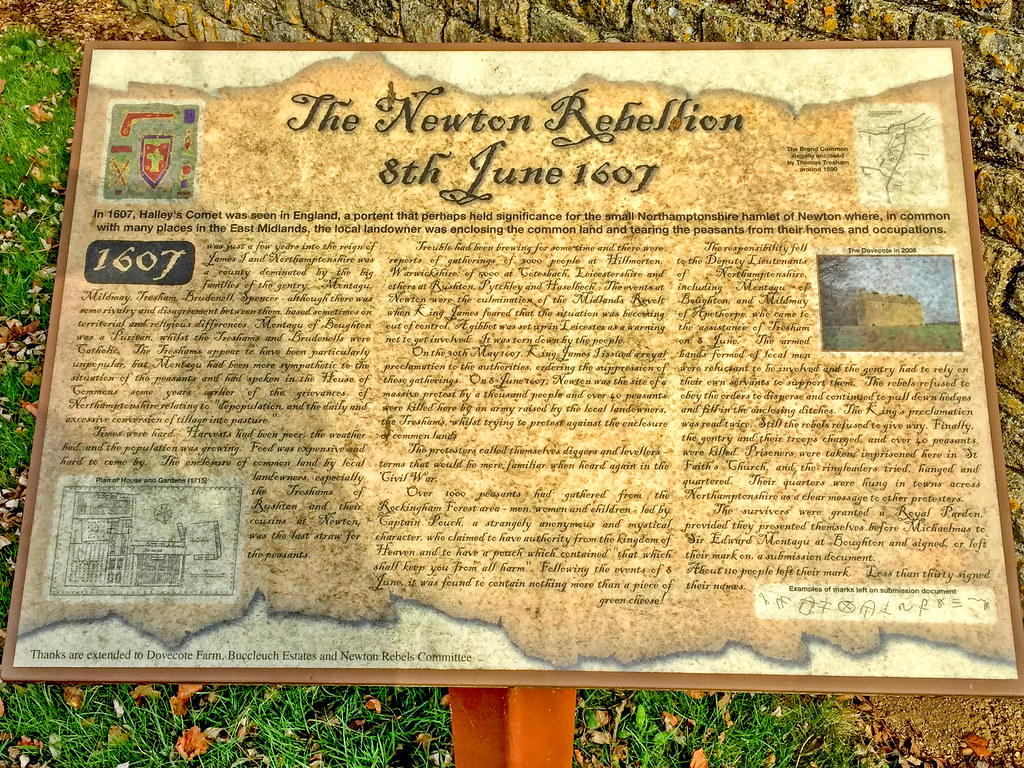 The Newton Rebellion
8th June 1607
The Brand Common
illegally enclosed
by Thomas Tresham
around 1590
In 1607, Halley's Comet was seen in England, a portent that perhaps held significance for the small Northamptonshire hamlet of Newton where, in common
with many places in the East Midlands, the local landowner was enclosing the common land and tearing the peasants from their homes and occupations.
1607
was just a few years into the reign of
James I and Northamptonshire was
a county dominated by the big
families of the gentry - Montagu,
Mildmay, Tresham, Brudenell, Spencer - although there was
some rivalry and disagreement between them, based sometimes on
territorial and religious differences. Montagu of Boughton
was a Puritan, whilst the Treshams and Brudenells were
Catholic. The Treshams appear to have been particularly
unpopular, but Montagu had been more sympathetic to the
situation of the peasants and had spoken in the House of
Commons some years earlier of the grievances of
Northamptonshire relating to "depopulation, and the daily and
excessive conversion of tillage into pasture.
Times were hard. Harvests had been poor, the weather
bad, and the population was growing. Food was expensive and
hard to come by. The enclosure of common land by local
landowners, especially
the Treshams of
Rushton and their
cousins at Newton,
was the last straw for
the peasants.
Plan of House and Gardens (1715)
Trouble had been brewing for some time and there were
reports of gatherings of 3000 people at Hillmorton,
Warwickshire; of 5000 at Cotesbach, Leicestershire and
others at Rushton, Pytchley and Haselbech. The events at
Newton were the culmination of the Midlands Revolt
when King James feared that the situation was becoming
out of control. A gibbet was set up in Leicester as a warning
not to get involved. It was torn down by the people.
On the 30th May 1607, King James I issued a royal
proclamation to the authorities, ordering the suppression of
these gatherings. On 8 June 1607, Newton was the site of a
massive protest by a thousand people and over 40 peasants
were killed here by an army raised by the local landowners,
the Treshams, whilst trying to protest against the enclosure
of common land.
The protesters called themselves diggers and levellers -
terms that would be more familiar when heard again in the
Civil War.
Over 1000 peasants had gathered from the
Rockingham Forest area - men, women and children - led by
Captain Pouch, a strangely anonymous and mystical
character, who claimed to have authority from the kingdom of
Heaven and to have a pouch which contained "that which
shall keep you from all harm". Following the events of 8
June, it was found to contain nothing more than a piece of
green cheese!
The responsibility fell
to the Deputy Lieutenants
of Northamptonshire,
including Montagu of
Boughton and Mildmay
of Apethorpe, who came to
the assistance of Tresham
on 8 June. The armed
bands formed of local men
were reluctant to be involved and the gentry had to rely on
their own servants to support them. The rebels refused to
obey the orders to disperse and continued to pull down hedges
and fill in the enclosing ditches. The King's proclamation
was read twice. Still the rebels refused to give way. Finally,
the gentry and their troops charged, and over 40 peasants
were killed. Prisoners were taken, imprisoned here in St
Faith's Church, and the ringleaders tried, hanged and
quartered. Their quarters were hung in towns across
Northamptonshire as a clear message to other protesters.
The survivors were granted a Royal Pardon,
provided they presented themselves before Michaelmas to
Sir Edward Montagu at Boughton and signed, or left
their mark on, a submission document.
About 110 people left their mark. Less than thirty signed
their names.
The Dovecote in 2008
Examples of marks left on submission document
Thanks are extended to Dovecote Farm, Buccleuch Estates and Newton Rebels Committee